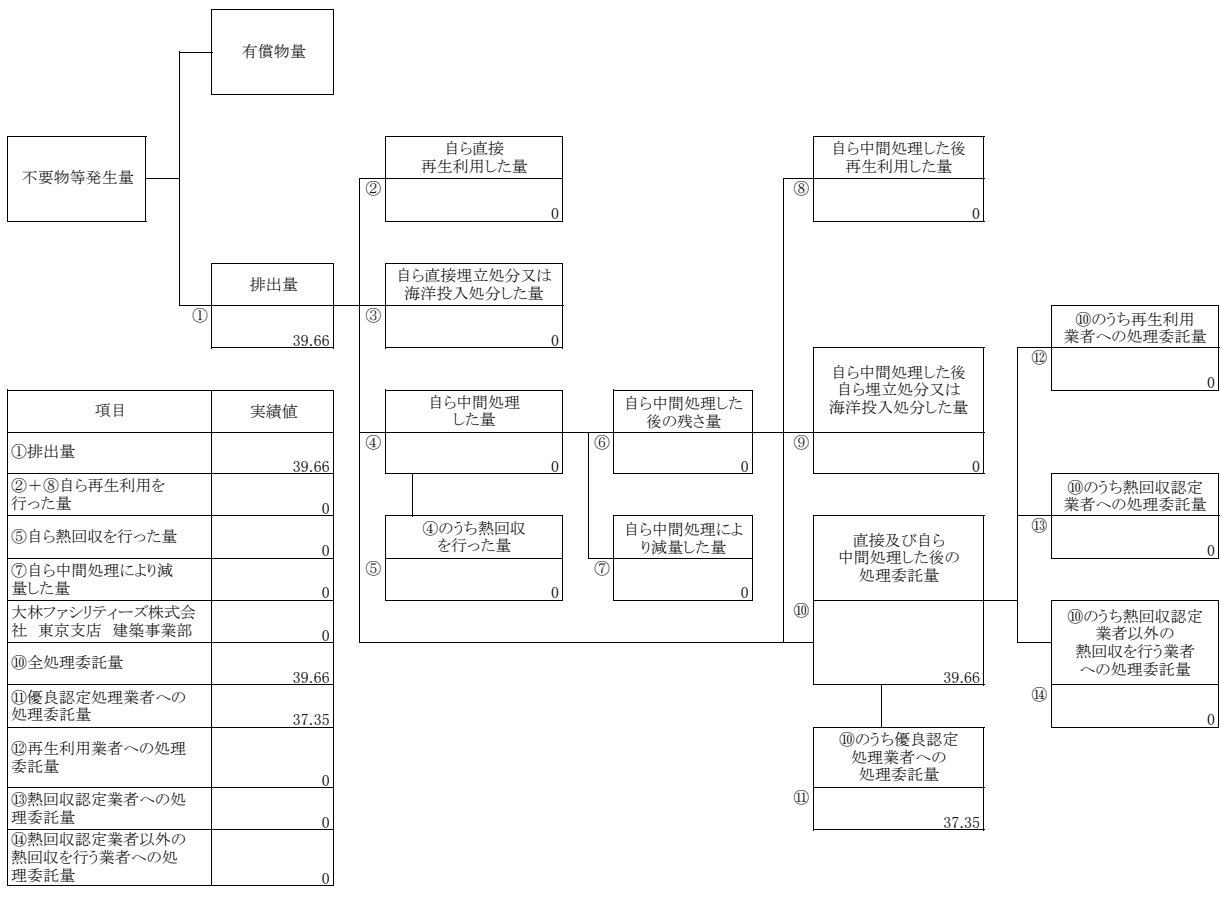 有償物量
不要物等発生量
自ら直接
再生利用した量
②
0
自ら中間処理した後
再生利用した量
⑧
0
排出量
①
39.66
自ら直接埋立処分又は
海洋投入処分した量
③
0
自ら中間処理
した量
④
0
自ら中間処理した
後の残さ量
⑥
0
自ら中間処理した後
自ら埋立処分又は
海洋投入処分した量
⑨
0
⑩のうち再生利用
業者への処理委託量
⑫
0
④のうち熱回収
を行った量
⑤
0
自ら中間処理によ
り減量した量
⑦
0
直接及び自ら
中間処理した後の
処理委託量
⑩
39.66
⑩のうち熱回収認定
業者への処理委託量
⑬
0
⑩のうち熱回収認定
業者以外の
熱回収を行う業者
への処理委託量
⑭
0
⑩のうち優良認定
処理業者への
処理委託量
⑪
37.35
項目 実績値
①排出量
39.66
②+⑧自ら再生利用を
行った量
0
⑤自ら熱回収を行った量
0
⑦自ら中間処理により減
量した量
0
大林ファシリティーズ株式会
社 東京支店 建築事業部
0
⑩全処理委託量
39.66
⑪優良認定処理業者への
処理委託量
37.35
⑫再生利用業者への処理
委託量
0
⑬熱回収認定業者への処
理委託量
0
⑭熱回収認定業者以外の
熱回収を行う業者への処
理委託量
0